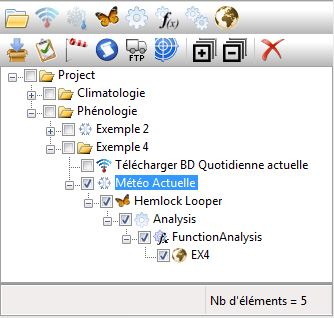 f(x)
FTP
Project
Climatologie
Phénologie
Exemple 2
Exemple 4
Télécharger BD Quotidienne actuelle
Météo Actuelle
Hemlock Looper
Analysis
FunctionAnalysis
EX4
Nb d'éléments = 5